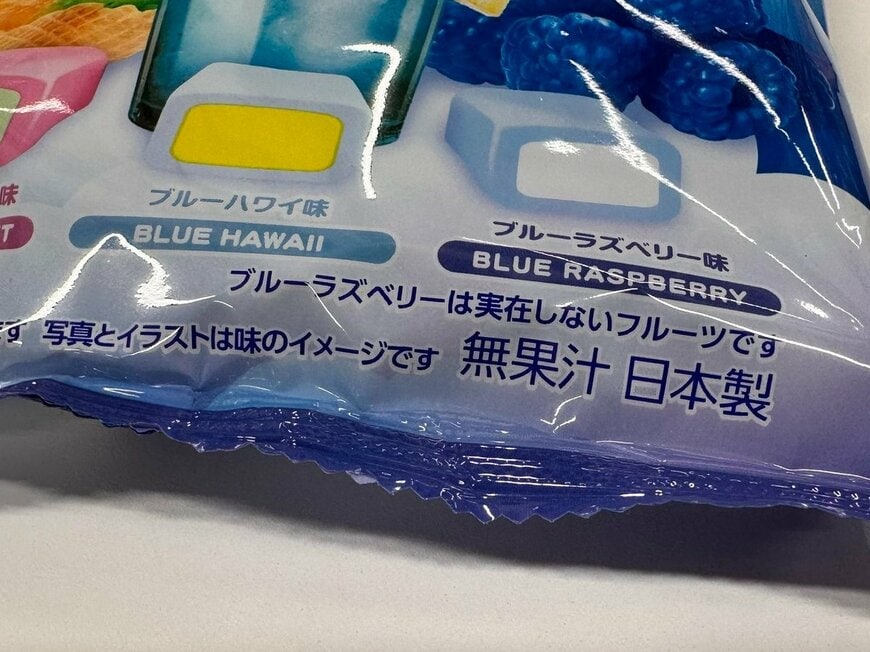 味
T
ブルーハワイ味
BLUE HAWAII
ブルーラズベリー味
BLUE RASPBERRY
ブルーラズベリーは実在しないフルーツです
です 写真とイラストは味のイメージです
無果汁 日本製